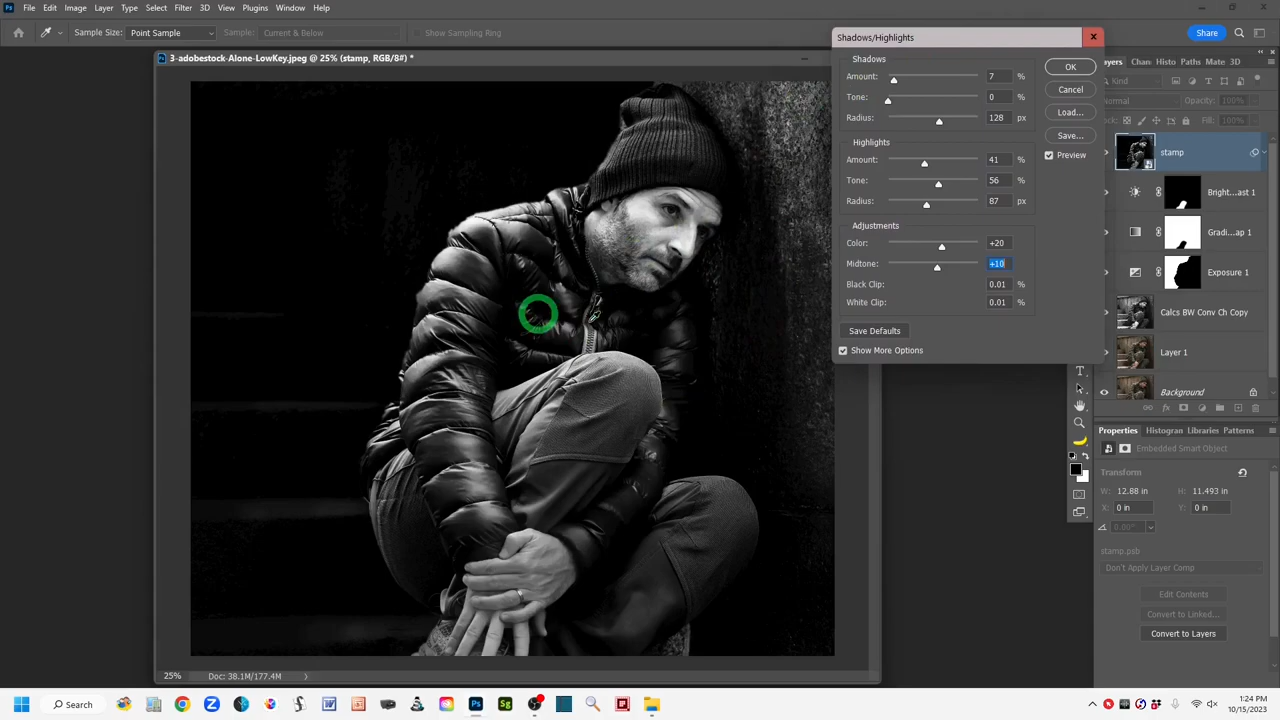 File Edit Image Layer Type Select Filter 3D View Plugins Window Help
Sample Size: Point Sample Sample: Current & Below Show Sampling Ring Share
3-adobestock-Alone-LowKey.jpeg @ 25% (stamp, RGB/8#) *
Shadows/Highlights
Shadows
Amount: 7 %
Tone: 0 %
Radius: 128 px
Highlights
Amount: 41 %
Tone: 56 %
Radius: 87 px
Adjustments
Color: +20
Midtone: +10
Black Clip: 0.01 %
White Clip: 0.01 %
Save Defaults
Show More Options
OK
Cancel
Load...
Save...
Preview
ayers Chan Histo Paths Mate 3D
Kind
Normal Opacity: 100%
ock: Fill: 100%
stamp
Bright...ast 1
Gradi...ap 1
Exposure 1
Calcs BW Conv Ch Copy
Layer 1
Background
Properties Histogran Libraries Patterns
Embedded Smart Object
Transform
W: 12.88 in H: 11.493 in
X: 0 in Y: 0 in
0.00°
stamp.psb
Don't Apply Layer Comp
Edit Contents
Convert to Linked...
Convert to Layers
25% Doc: 38.1M/177.4M
Search
:24 PM
10/15/2023